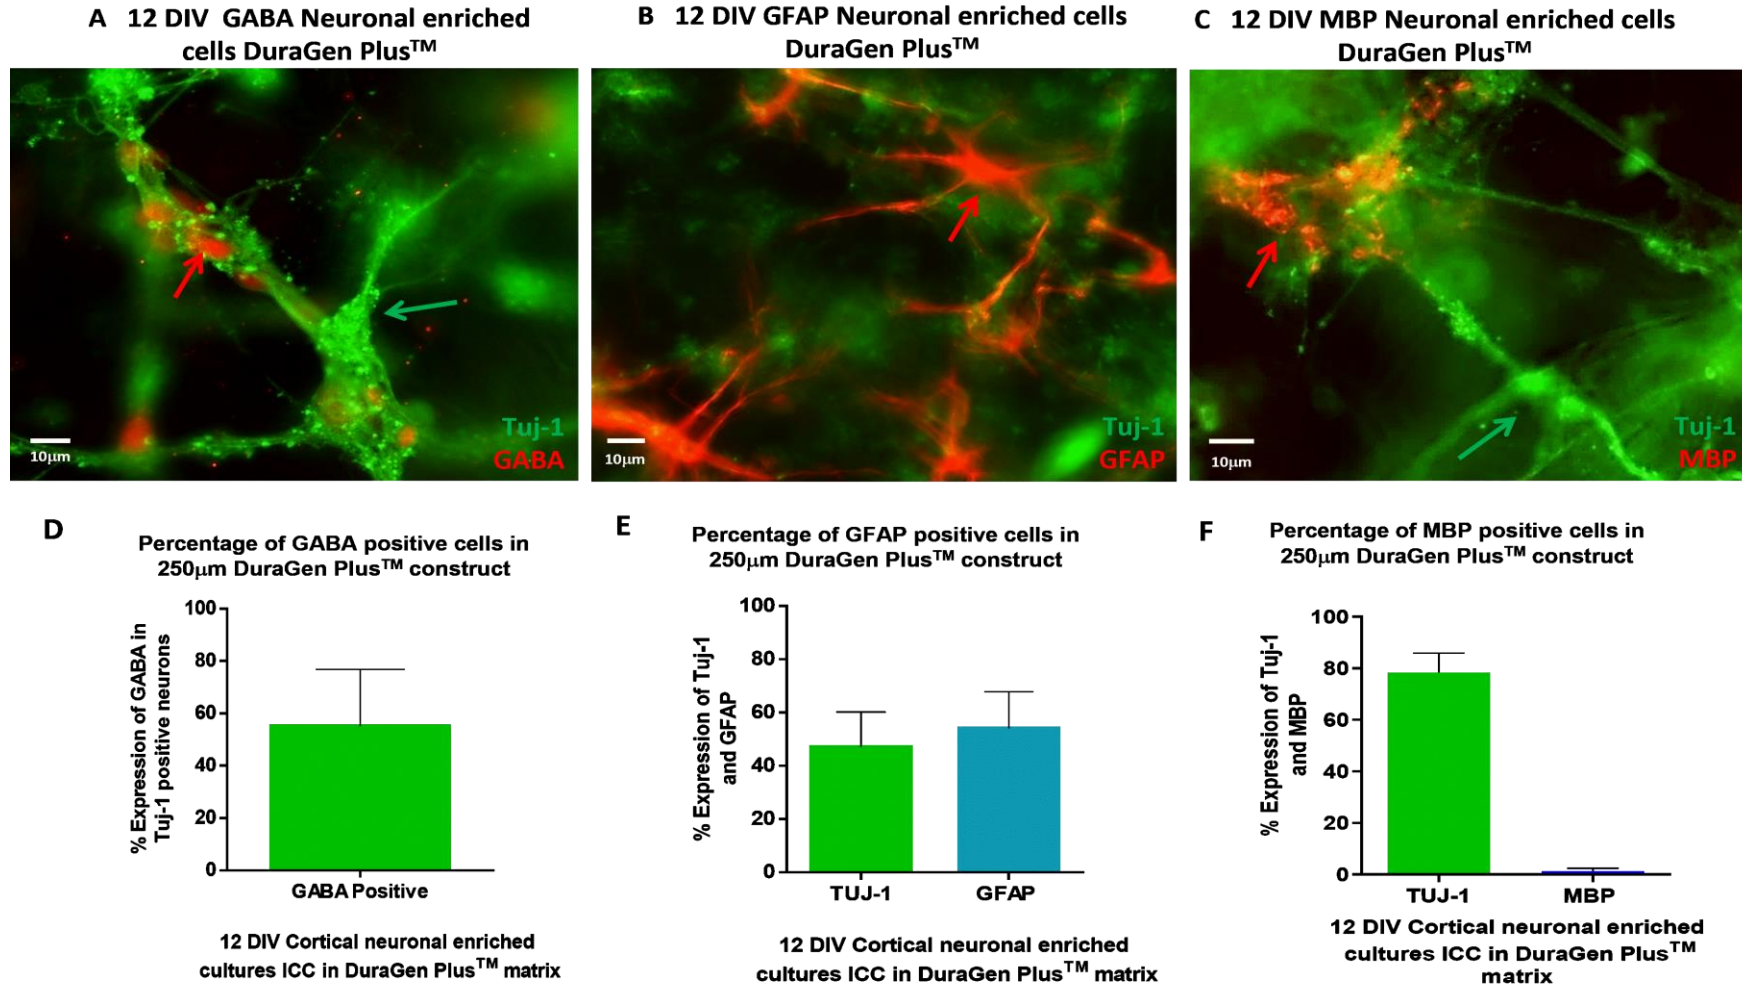 A 12 DIV GABA Neuronal enriched
cells DuraGen Plus™
B 12 DIV GFAP Neuronal enriched cells
DuraGen Plus™
C 12 DIV MBP Neuronal enriched cells
DuraGen Plus™
Tuj-1
GABA
10µm
Tuj-1
GFAP
10µm
Tuj-1
MBP
10µm
D
Percentage of GABA positive cells in
250µm DuraGen Plus™ construct
% Expression of GABA in
Tuj-1 positive neurons
100
80
60
40
20
0
GABA Positive
12 DIV Cortical neuronal enriched
cultures ICC in DuraGen Plus™ matrix
E
Percentage of GFAP positive cells in
250µm DuraGen Plus™ construct
% Expression of Tuj-1
and GFAP
100
80
60
40
20
0
TUJ-1 GFAP
12 DIV Cortical neuronal enriched
cultures ICC in DuraGen Plus™ matrix
F
Percentage of MBP positive cells in
250µm DuraGen Plus™ construct
% Expression of Tuj-1
and MBP
100
80
60
40
20
0
TUJ-1 MBP
12 DIV Cortical neuronal enriched
cultures ICC in DuraGen Plus™
matrix